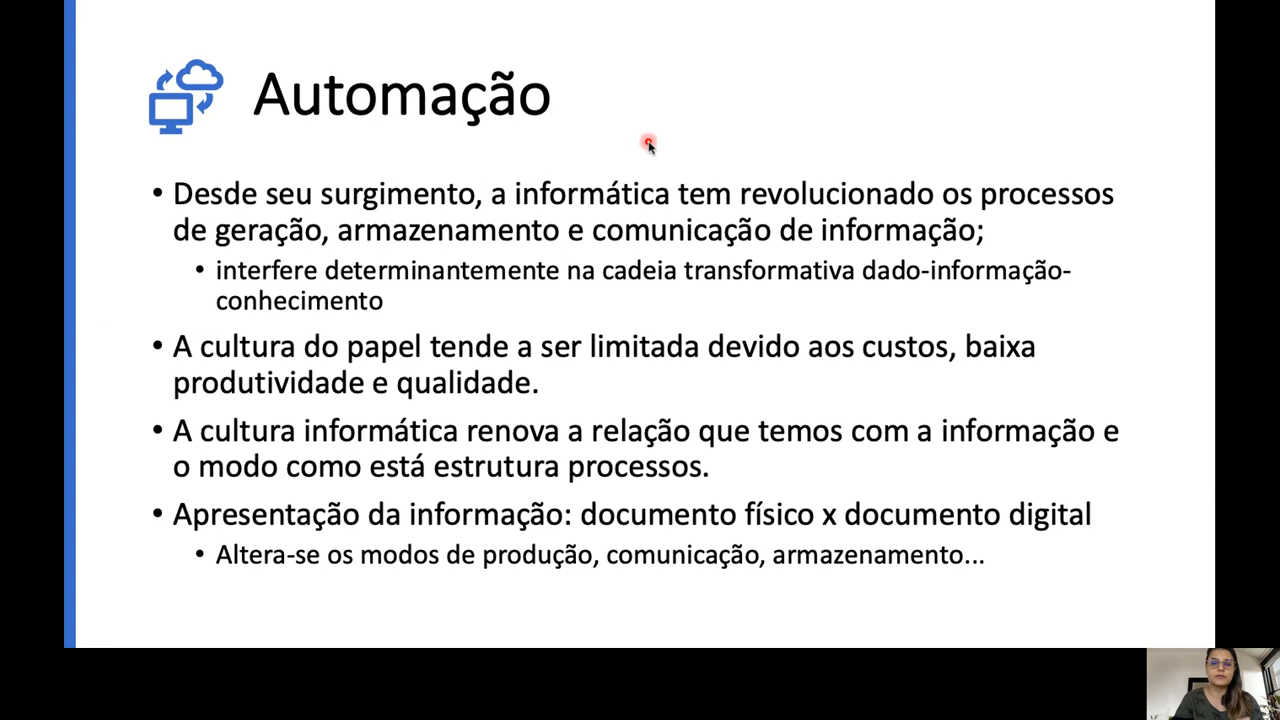 Automação
• Desde seu surgimento, a informática tem revolucionado os processos
de geração, armazenamento e comunicação de informação;
• interfere determinantemente na cadeia transformativa dado-informação-
conhecimento
• A cultura do papel tende a ser limitada devido aos custos, baixa
produtividade e qualidade.
• A cultura informática renova a relação que temos com a informação e
o modo como está estrutura processos.
• Apresentação da informação: documento físico x documento digital
• Altera-se os modos de produção, comunicação, armazenamento...